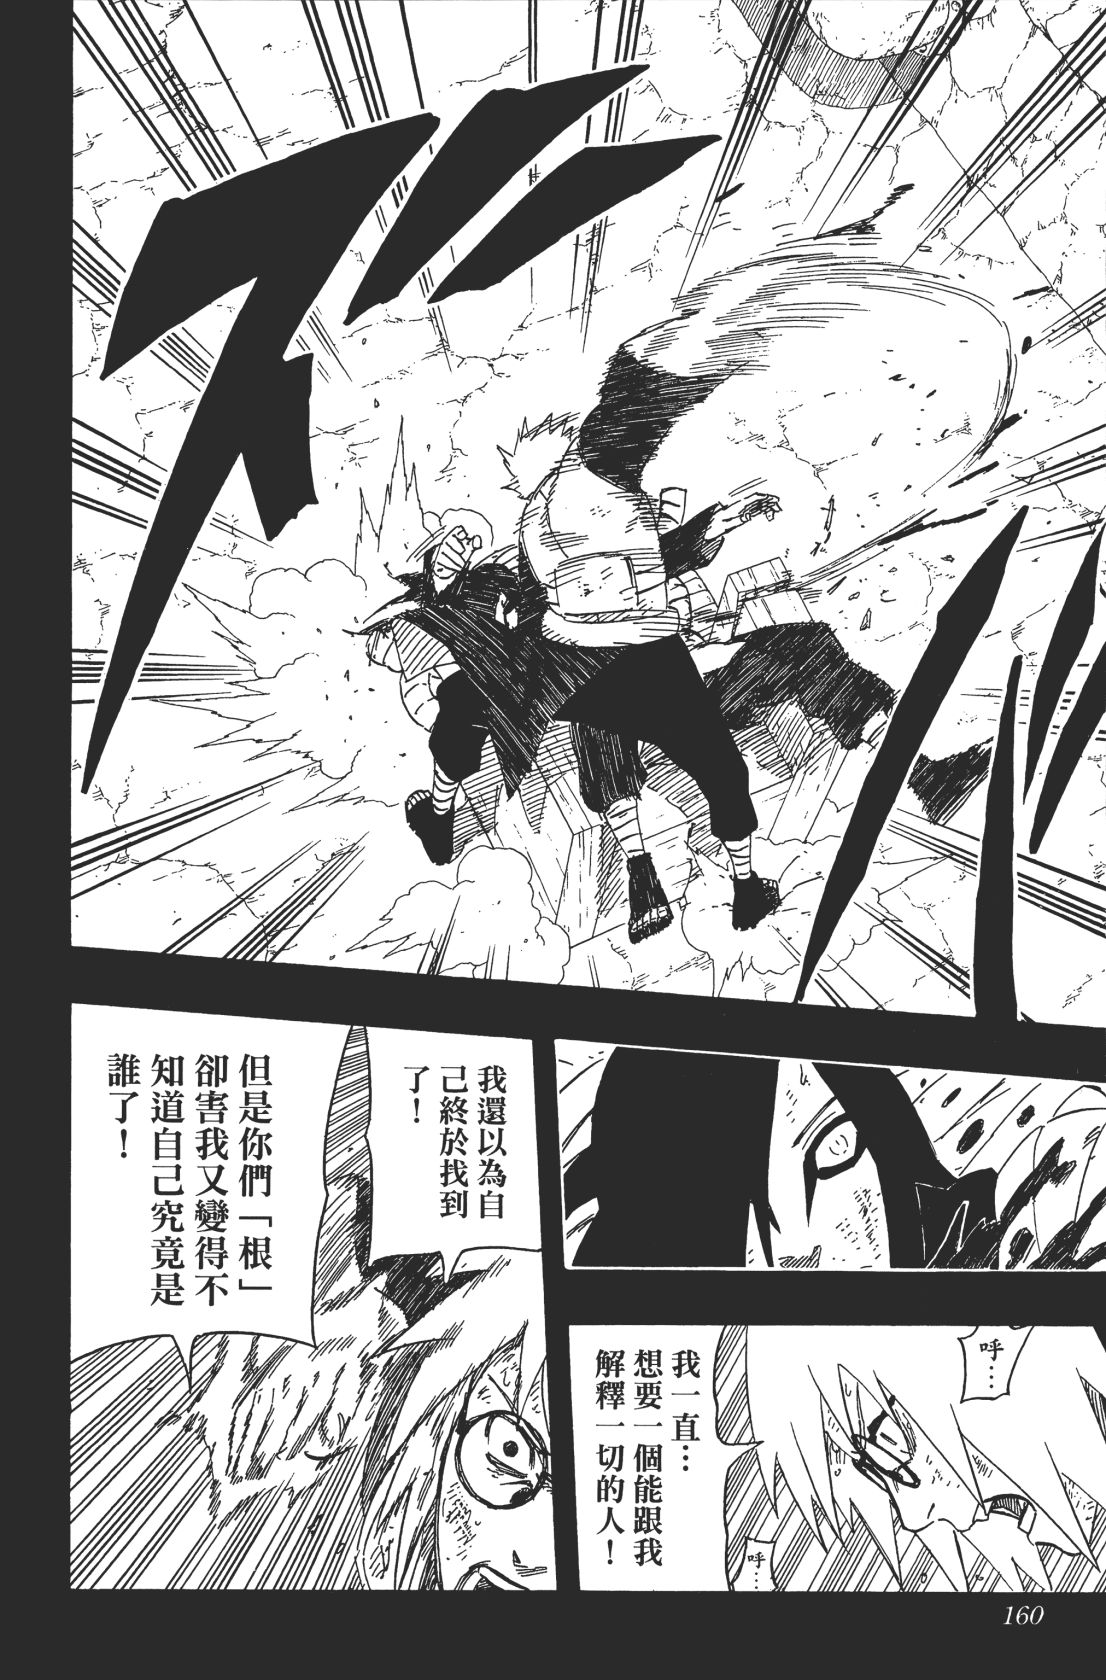 呼…
呼…
我一直…
想要一個能跟我
解釋一切的人！
我還以為自
己終於找到
了！
但是你們「根」
卻害我又變得不
知道自己究竟是
誰了！
160